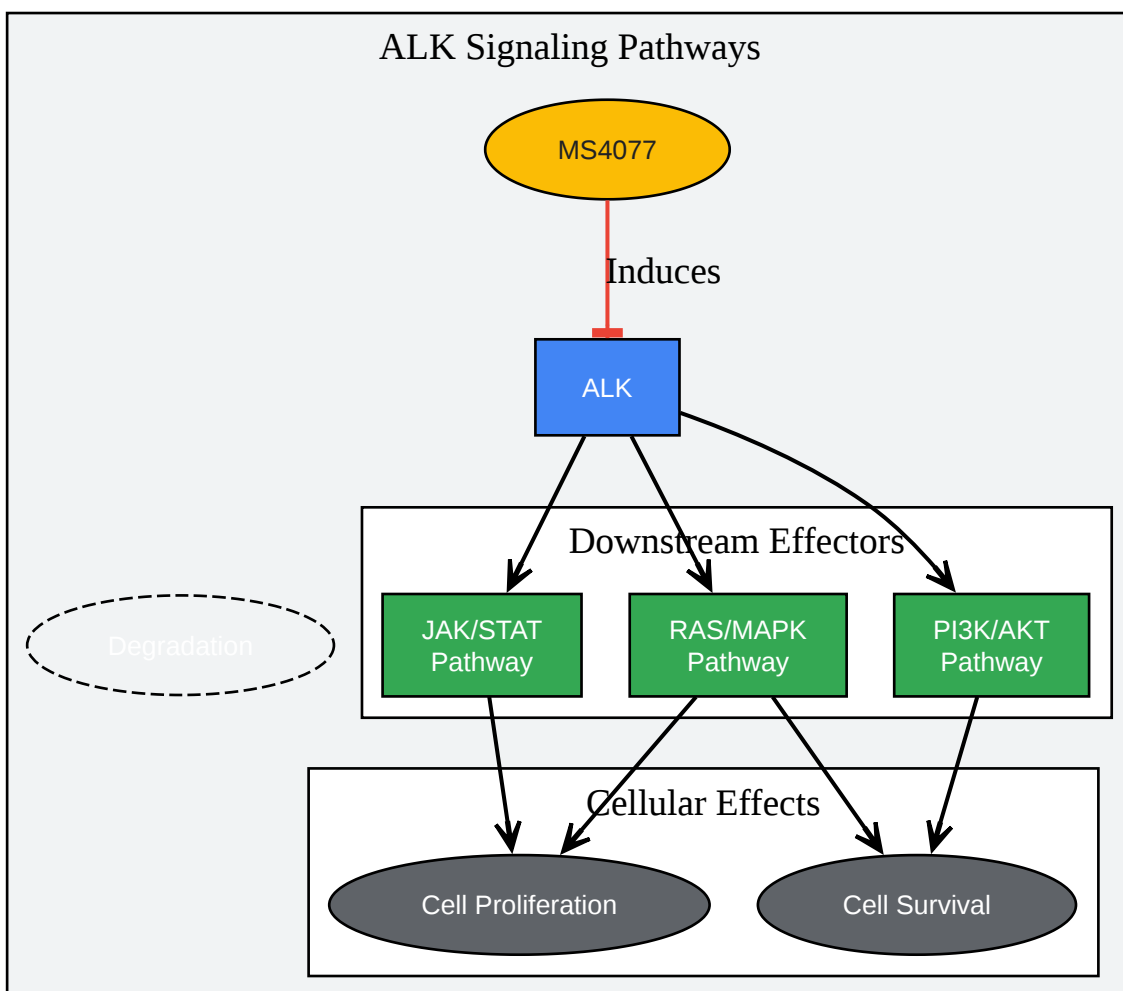 ALK Signaling Pathways
MS4077
Induces
ALK
Downstream Effectors
Degradation
JAK/STAT
Pathway
RAS/MAPK
Pathway
PI3K/AKT
Pathway
Cellular Effects
Cell Proliferation
Cell Survival